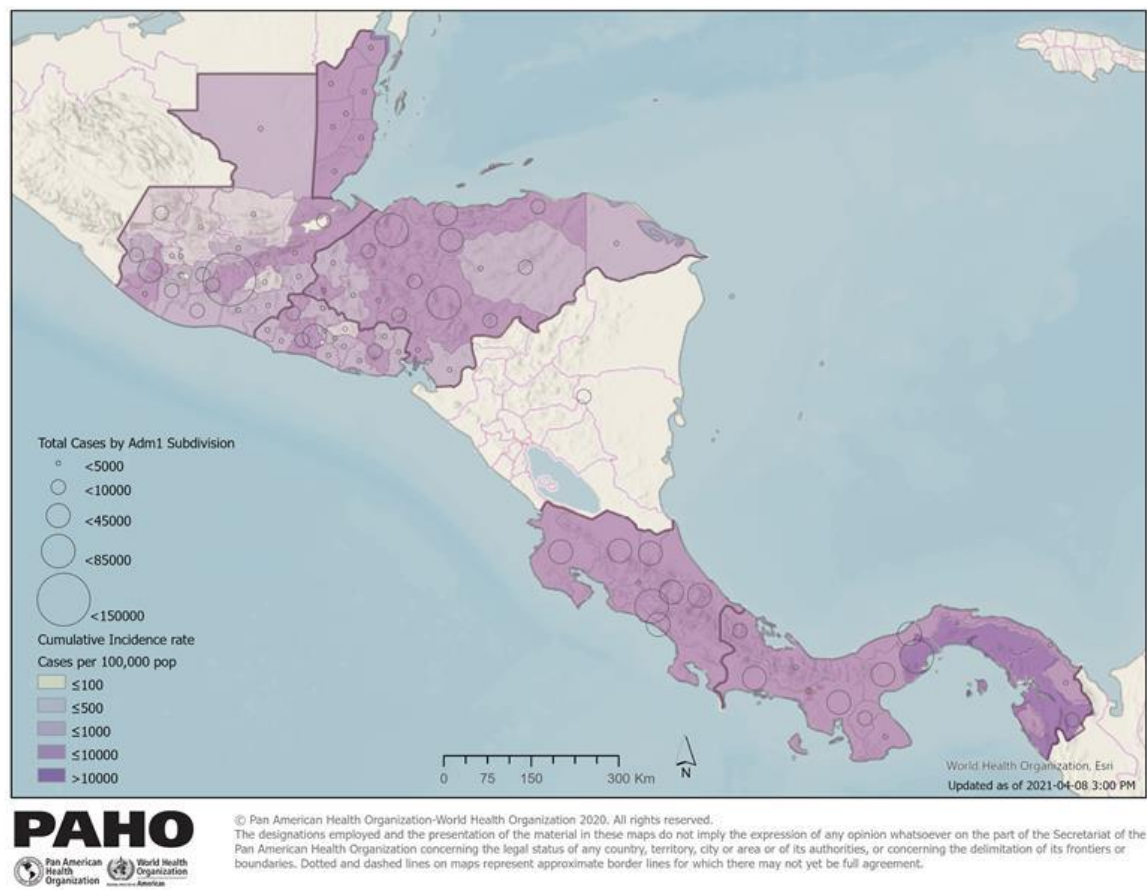 Total Cases by Adm1 Subdivision
<5000
<10000
<45000
<85000
<150000
Cumulative Incidence rate
Cases per 100,000 pop
≤100
≤500
≤1000
≤10000
>10000
0 75 150 300 Km
N
World Health Organization, Esri
Updated as of 2021-04-08 3:00 PM
PAHO
Pan American
Health
Organization
World Health
Organization
Americas
© Pan American Health Organization-World Health Organization 2020. All rights reserved.
The designations employed and the presentation of the material in these maps do not imply the expression of any opinion whatsoever on the part of the Secretariat of the
Pan American Health Organization concerning the legal status of any country, territory, city or area or of its authorities, or concerning the delimitation of its frontiers or
boundaries. Dotted and dashed lines on maps represent approximate border lines for which there may not yet be full agreement.